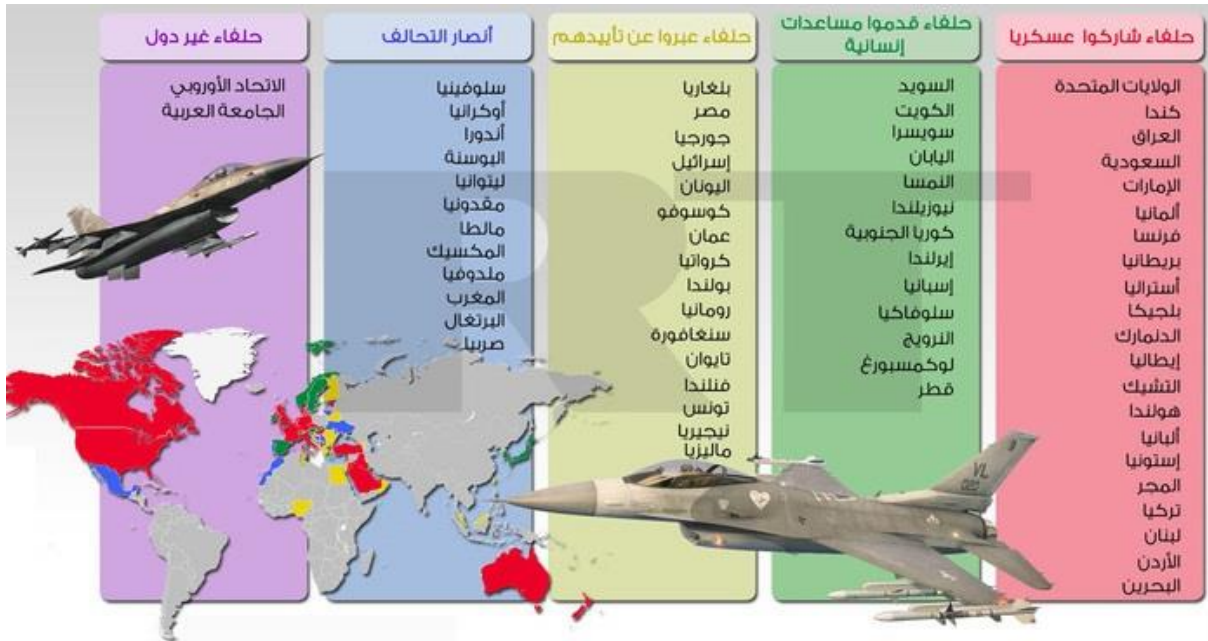 حلفاء شاركوا عسكريا
الولايات المتحدة
كندا
العراق
السعودية
الإمارات
ألمانيا
فرنسا
بريطانيا
أستراليا
بلجيكا
الدنمارك
إيطاليا
التشيك
هولندا
ألبانيا
إستونيا
المجر
تركيا
لبنان
الأردن
البحرين
حلفاء قدموا مساعدات
إنسانية
السويد
الكويت
سويسرا
اليابان
النمسا
نيوزيلندا
كوريا الجنوبية
إيرلندا
إسبانيا
سلوفاكيا
النرويج
لوكمسبورغ
قطر
حلفاء عبروا عن تأييدهم
بلغاريا
مصر
جورجيا
إسرائيل
اليونان
كوسوفو
عمان
كرواتيا
بولندا
رومانيا
سنغافورة
تايوان
فنلندا
تونس
نيجيريا
ماليزيا
أنصار التحالف
سلوفينيا
أوكرانيا
أندورا
البوسنة
ليتوانيا
مقدونيا
مالطا
المكسيك
ملدوفيا
المغرب
البرتغال
صربيا
حلفاء غير دول
الاتحاد الأوروبي
الجامعة العربية
RT
VL